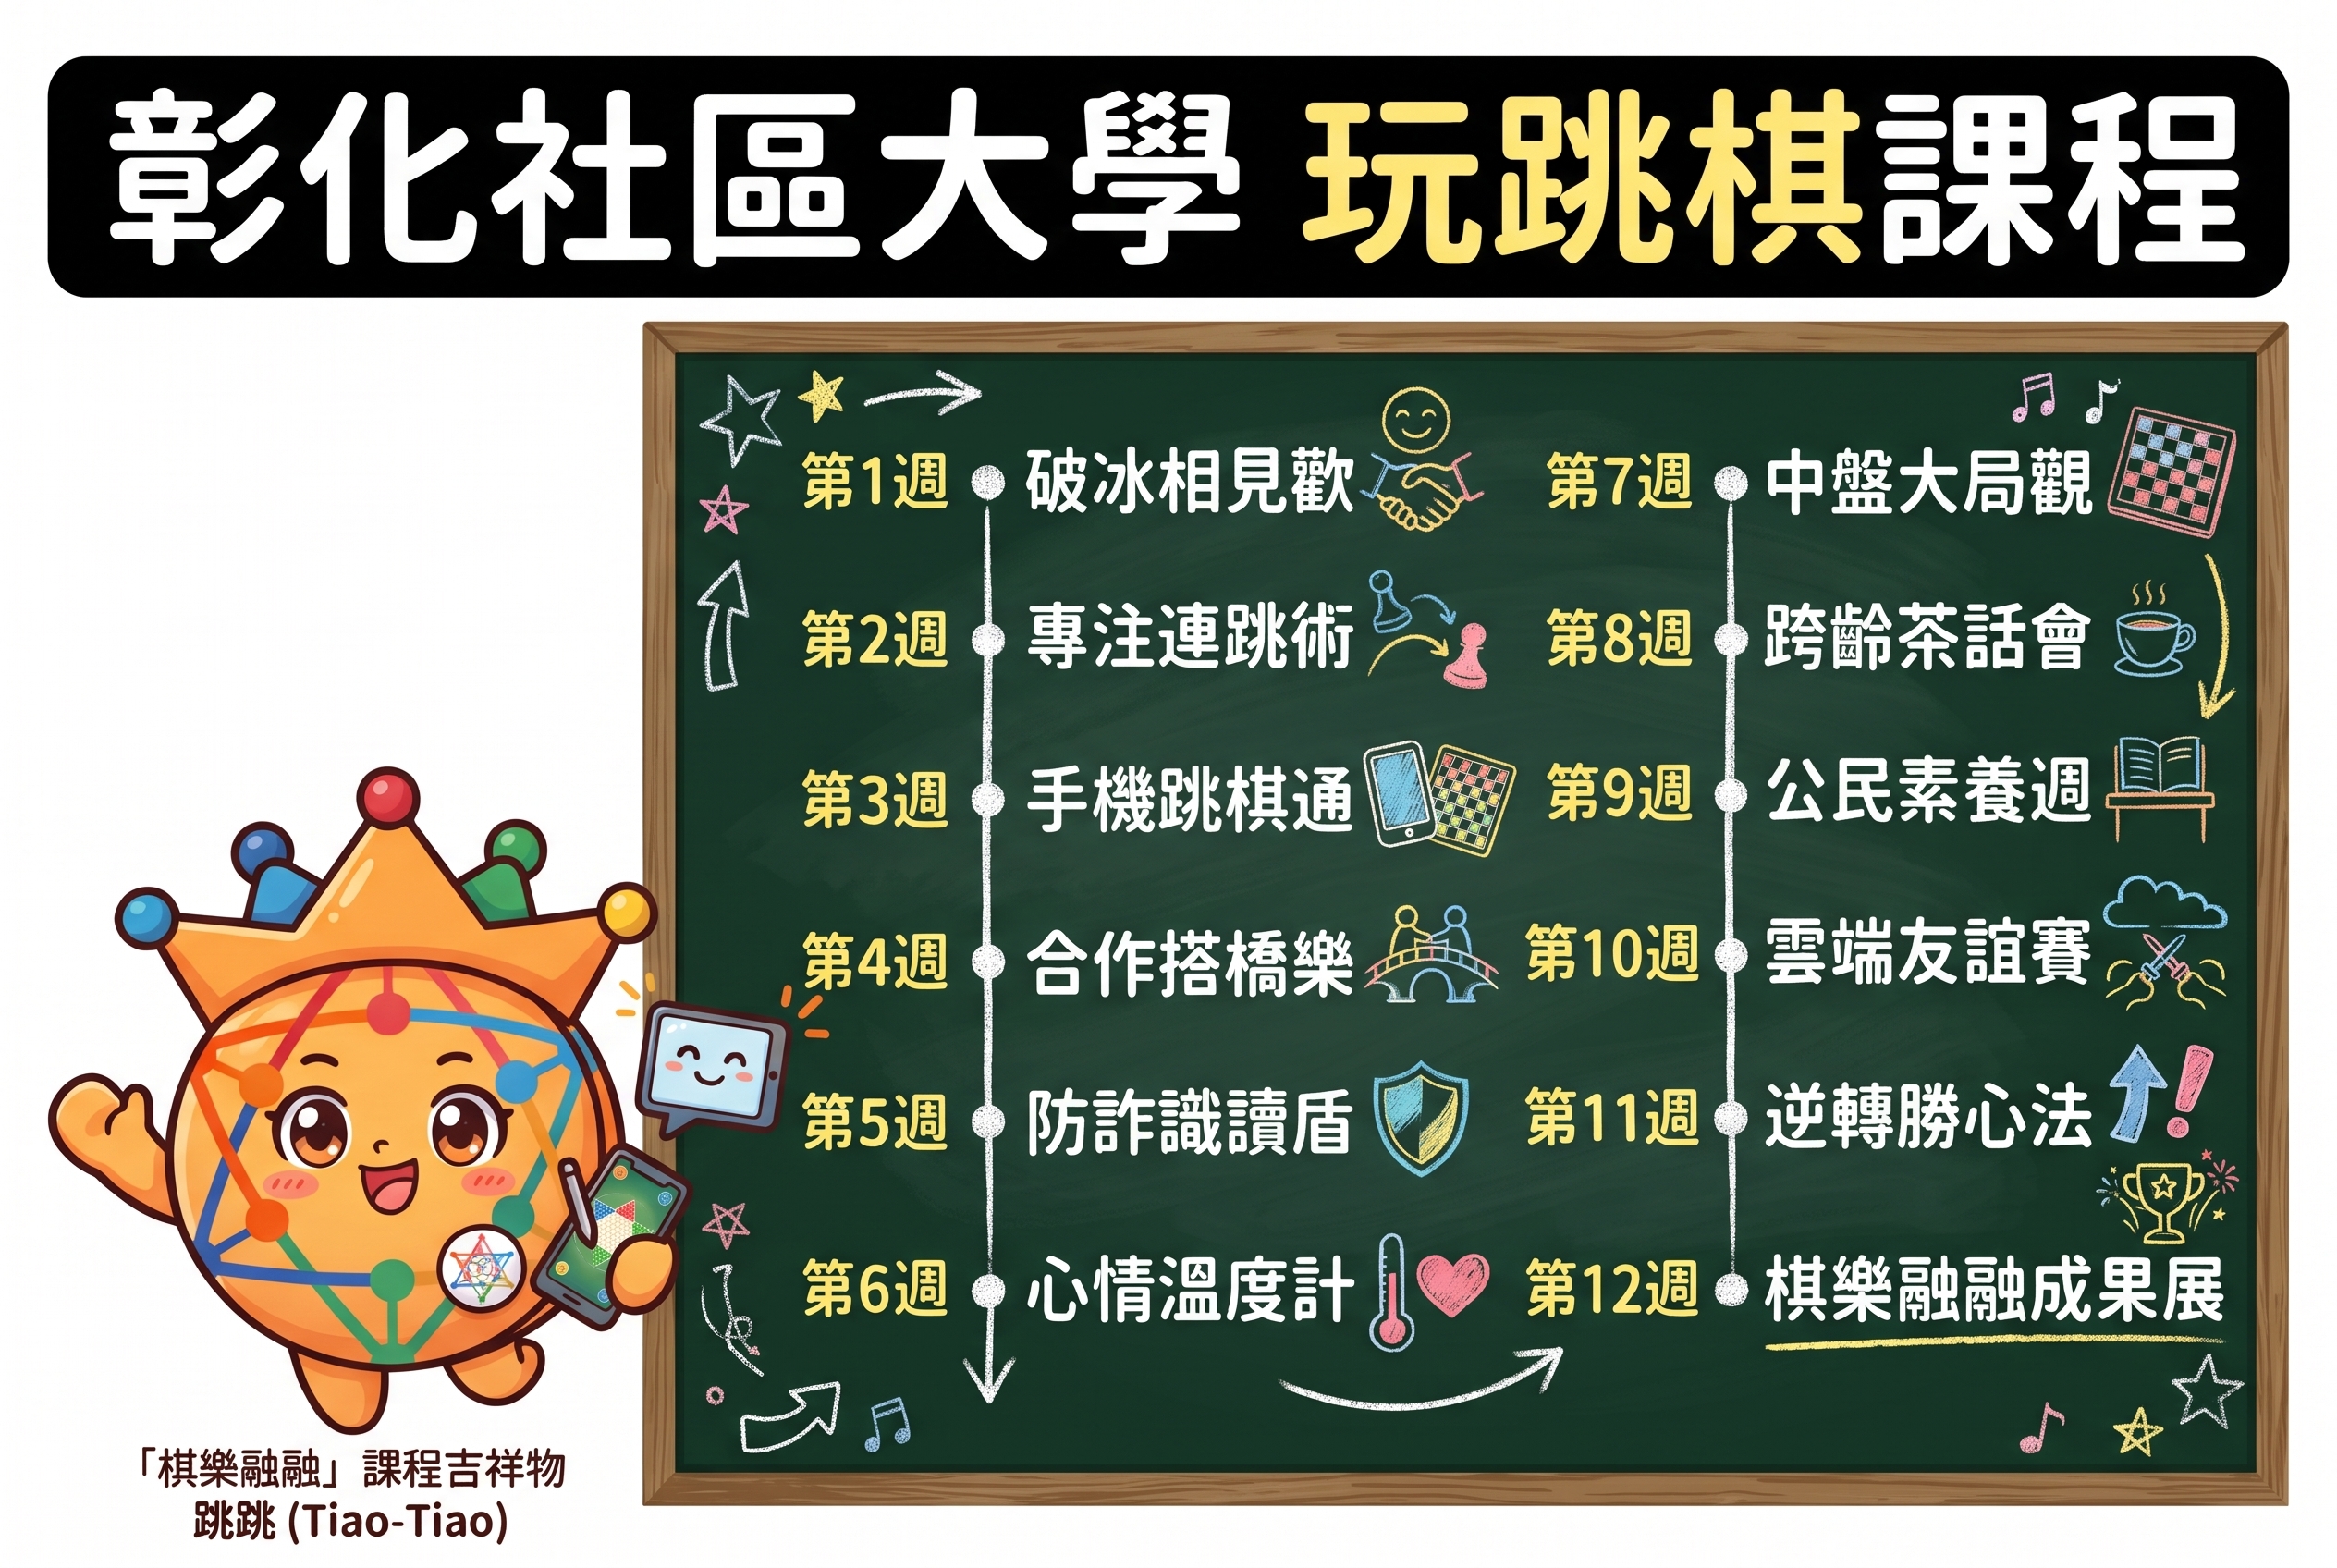 彰化社區大學 玩跳棋課程
第1週 破冰相見歡
第2週 專注連跳術
第3週 手機跳棋通
第4週 合作搭橋樂
第5週 防詐識讀盾
第6週 心情溫度計
第7週 中盤大局觀
第8週 跨齡茶話會
第9週 公民素養週
第10週 雲端友誼賽
第11週 逆轉勝心法
第12週 棋樂融融成果展
「棋樂融融」課程吉祥物
跳跳 (Tiao-Tiao)